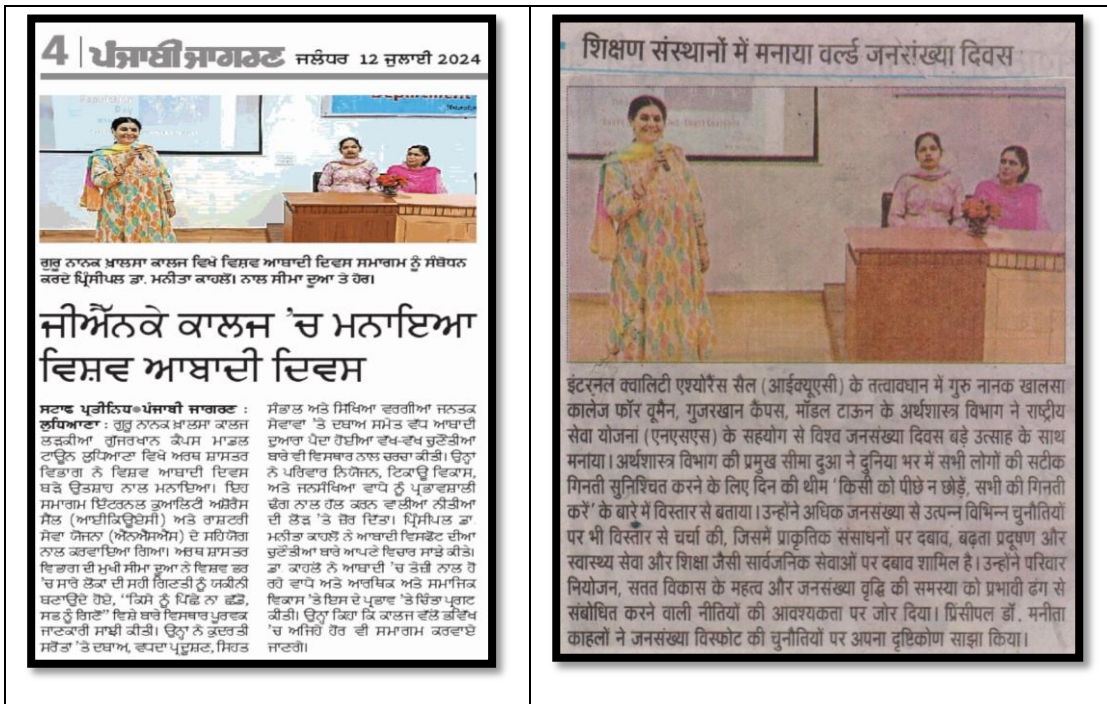 4 ਪੰਜਾਬੀ ਜਾਗਰਣ ਜਲੰਧਰ 12 ਜੁਲਾਈ 2024
Population
Day
Department
ਗੁਰੂ ਨਾਨਕ ਖ਼ਾਲਸਾ ਕਾਲਜ ਵਿਖੇ ਵਿਸ਼ਵ ਆਬਾਦੀ ਦਿਵਸ ਸਮਾਗਮ ਨੂੰ ਸੰਬੋਧਨ
ਕਰਦੇ ਪ੍ਰਿੰਸੀਪਲ ਡਾ. ਮਨੀਤਾ ਕਾਹਲੋਂ। ਨਾਲ ਸੀਮਾ ਦੂਆ ਤੇ ਹੋਰ।
ਜੀਐੱਨਕੇ ਕਾਲਜ ’ਚ ਮਨਾਇਆ
ਵਿਸ਼ਵ ਆਬਾਦੀ ਦਿਵਸ
ਸਟਾਫ ਪ੍ਰਤੀਨਿਧ●ਪੰਜਾਬੀ ਜਾਗਰਣ :
ਲੁਧਿਆਣਾ : ਗੁਰੂ ਨਾਨਕ ਖ਼ਾਲਸਾ ਕਾਲਜ
ਲੜਕੀਆਂ ਗੁੱਜਰਖਾਨ ਕੈਂਪਸ ਮਾਡਲ
ਟਾਊਨ ਲੁਧਿਆਣਾ ਵਿਖੇ ਅਰਥ ਸ਼ਾਸਤਰ
ਵਿਭਾਗ ਨੇ ਵਿਸ਼ਵ ਆਬਾਦੀ ਦਿਵਸ
ਬੜੇ ਉਤਸ਼ਾਹ ਨਾਲ ਮਨਾਇਆ। ਇਹ
ਸਮਾਗਮ ਇੰਟਰਨਲ ਕੁਆਲਿਟੀ ਅਸ਼ੋਰੈਂਸ
ਸੈੱਲ (ਆਈਕਿਊਏਸੀ) ਅਤੇ ਰਾਸ਼ਟਰੀ
ਸੇਵਾ ਯੋਜਨਾ (ਐੱਨਐੱਸਐੱਸ) ਦੇ ਸਹਿਯੋਗ
ਨਾਲ ਕਰਵਾਇਆ ਗਿਆ। ਅਰਥ ਸ਼ਾਸਤਰ
ਵਿਭਾਗ ਦੀ ਮੁਖੀ ਸੀਮਾ ਦੂਆ ਨੇ ਵਿਸ਼ਵ ਭਰ
’ਚ ਸਾਰੇ ਲੋਕਾਂ ਦੀ ਸਹੀ ਗਿਣਤੀ ਨੂੰ ਯਕੀਨੀ
ਬਣਾਉਂਦੇ ਹੋਏ, “ਕਿਸੇ ਨੂੰ ਪਿੱਛੇ ਨਾ ਛੱਡੋ,
ਸਭ ਨੂੰ ਗਿਣੋ” ਵਿਸ਼ੇ ਬਾਰੇ ਵਿਸਥਾਰ ਪੂਰਵਕ
ਜਾਣਕਾਰੀ ਸਾਂਝੀ ਕੀਤੀ। ਉਨ੍ਹਾਂ ਨੇ ਕੁਦਰਤੀ
ਸਰੋਤਾਂ ’ਤੇ ਦਬਾਅ, ਵਧਦਾ ਪ੍ਰਦੂਸ਼ਣ, ਸਿਹਤ
ਸੰਭਾਲ ਅਤੇ ਸਿੱਖਿਆ ਵਰਗੀਆਂ ਜਨਤਕ
ਸੇਵਾਵਾਂ ’ਤੇ ਦਬਾਅ ਸਮੇਤ ਵੱਧ ਆਬਾਦੀ
ਦੁਆਰਾ ਪੈਦਾ ਹੋਈਆਂ ਵੱਖ-ਵੱਖ ਚੁਣੌਤੀਆਂ
ਬਾਰੇ ਵੀ ਵਿਸਥਾਰ ਨਾਲ ਚਰਚਾ ਕੀਤੀ। ਉਨ੍ਹਾਂ
ਨੇ ਪਰਿਵਾਰ ਨਿਯੋਜਨ, ਟਿਕਾਊ ਵਿਕਾਸ,
ਅਤੇ ਜਨਸੰਖਿਆ ਵਾਧੇ ਨੂੰ ਪ੍ਰਭਾਵਸ਼ਾਲੀ
ਢੰਗ ਨਾਲ ਹੱਲ ਕਰਨ ਵਾਲੀਆਂ ਨੀਤੀਆਂ
ਦੀ ਲੋੜ ’ਤੇ ਜ਼ੋਰ ਦਿੱਤਾ। ਪ੍ਰਿੰਸੀਪਲ ਡਾ.
ਮਨੀਤਾ ਕਾਹਲੋਂ ਨੇ ਆਬਾਦੀ ਵਿਸਫੋਟ ਦੀਆਂ
ਚੁਣੌਤੀਆਂ ਬਾਰੇ ਆਪਣੇ ਵਿਚਾਰ ਸਾਂਝੇ ਕੀਤੇ।
ਡਾ. ਕਾਹਲੋਂ ਨੇ ਆਬਾਦੀ ’ਚ ਤੇਜ਼ੀ ਨਾਲ ਹੋ
ਰਹੇ ਵਾਧੇ ਅਤੇ ਆਰਥਿਕ ਅਤੇ ਸਮਾਜਿਕ
ਵਿਕਾਸ ’ਤੇ ਇਸ ਦੇ ਪ੍ਰਭਾਵ ’ਤੇ ਚਿੰਤਾ ਪ੍ਰਗਟ
ਕੀਤੀ। ਉਨ੍ਹਾਂ ਕਿਹਾ ਕਿ ਕਾਲਜ ਵੱਲੋਂ ਭਵਿੱਖ
’ਚ ਅਜਿਹੇ ਹੋਰ ਵੀ ਸਮਾਗਮ ਕਰਵਾਏ
ਜਾਣਗੇ।
शिक्षण संस्थानों में मनाया वर्ल्ड जनसंख्या दिवस
इंटरनल क्वालिटी एश्योरैंस सैल (आईक्यूएसी) के तत्वावधान में गुरु नानक खालसा
कालेज फॉर वूमैन, गुजरखान कैंपस, मॉडल टाऊन के अर्थशास्त्र विभाग ने राष्ट्रीय
सेवा योजना (एनएसएस) के सहयोग से विश्व जनसंख्या दिवस बड़े उत्साह के साथ
मनाया। अर्थशास्त्र विभाग की प्रमुख सीमा दुआ ने दुनिया भर में सभी लोगों की सटीक
गिनती सुनिश्चित करने के लिए दिन की थीम ‘किसी को पीछे न छोड़ें, सभी की गिनती
करें’ के बारे में विस्तार से बताया। उन्होंने अधिक जनसंख्या से उत्पन्न विभिन्न चुनौतियों
पर भी विस्तार से चर्चा की, जिसमें प्राकृतिक संसाधनों पर दबाव, बढ़ता प्रदूषण और
स्वास्थ्य सेवा और शिक्षा जैसी सार्वजनिक सेवाओं पर दबाव शामिल है। उन्होंने परिवार
नियोजन, सतत विकास के महत्व और जनसंख्या वृद्धि की समस्या को प्रभावी ढंग से
संबोधित करने वाली नीतियों की आवश्यकता पर जोर दिया। प्रिंसीपल डॉ. मनीता
काहलों ने जनसंख्या विस्फोट की चुनौतियों पर अपना दृष्टिकोण साझा किया।